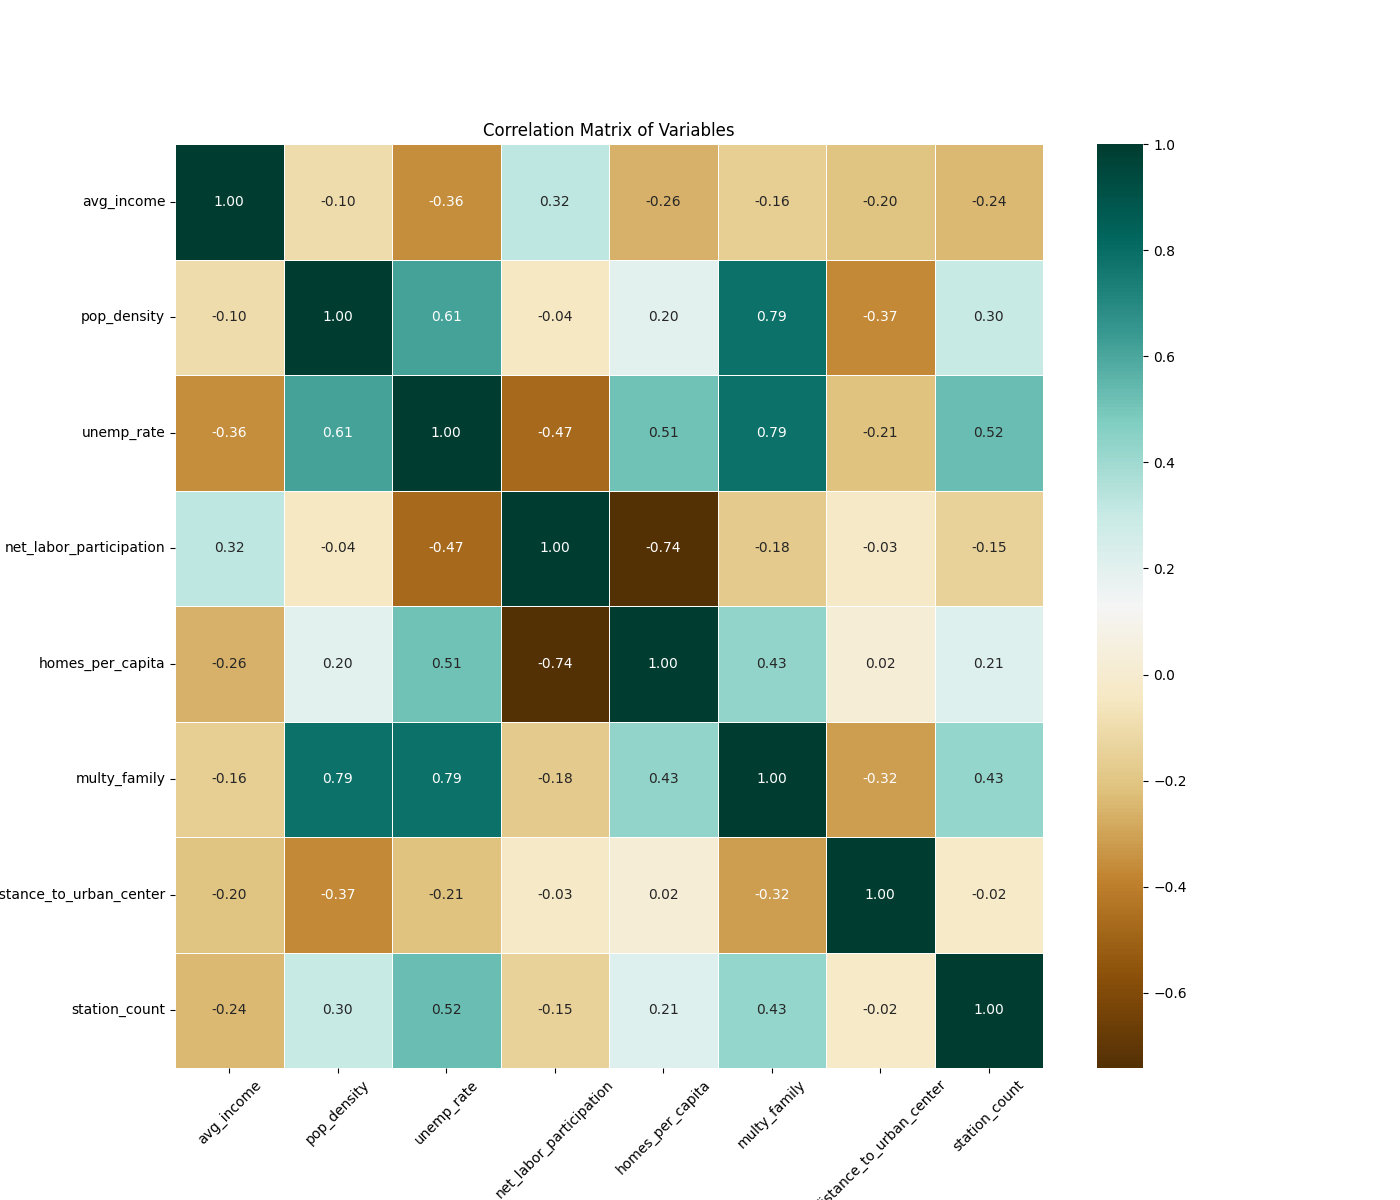 Correlation Matrix of Variables
avg_income 1.00 -0.10 -0.36 0.32 -0.26 -0.16 -0.20 -0.24
pop_density -0.10 1.00 0.61 -0.04 0.20 0.79 -0.37 0.30
unemp_rate -0.36 0.61 1.00 -0.47 0.51 0.79 -0.21 0.52
net_labor_participation 0.32 -0.04 -0.47 1.00 -0.74 -0.18 -0.03 -0.15
homes_per_capita -0.26 0.20 0.51 -0.74 1.00 0.43 0.02 0.21
multy_family -0.16 0.79 0.79 -0.18 0.43 1.00 -0.32 0.43
stance_to_urban_center -0.20 -0.37 -0.21 -0.03 0.02 -0.32 1.00 -0.02
station_count -0.24 0.30 0.52 -0.15 0.21 0.43 -0.02 1.00
avg_income
pop_density
unemp_rate
net_labor_participation
homes_per_capita
multy_family
istance_to_urban_center
station_count
1.0
0.8
0.6
0.4
0.2
0.0
−0.2
−0.4
−0.6